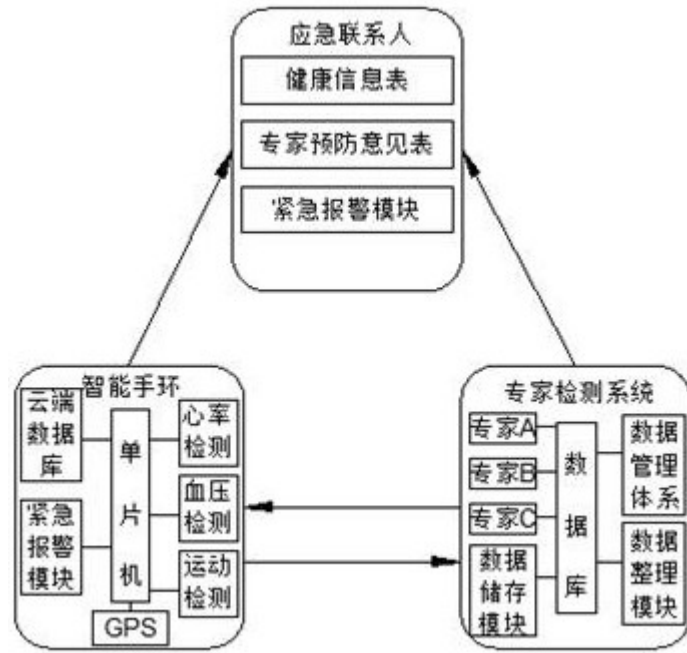 应急联系人
健康信息表
专家预防意见表
紧急报警模块
智能手环
云端
数据
库
紧急
报警
模块
单
片
机
心率
检测
血压
检测
运动
检测
GPS
专家检测系统
专家A
专家B
专家C
数据
储存
模块
数
据
库
数据
管理
体系
数据
整理
模块